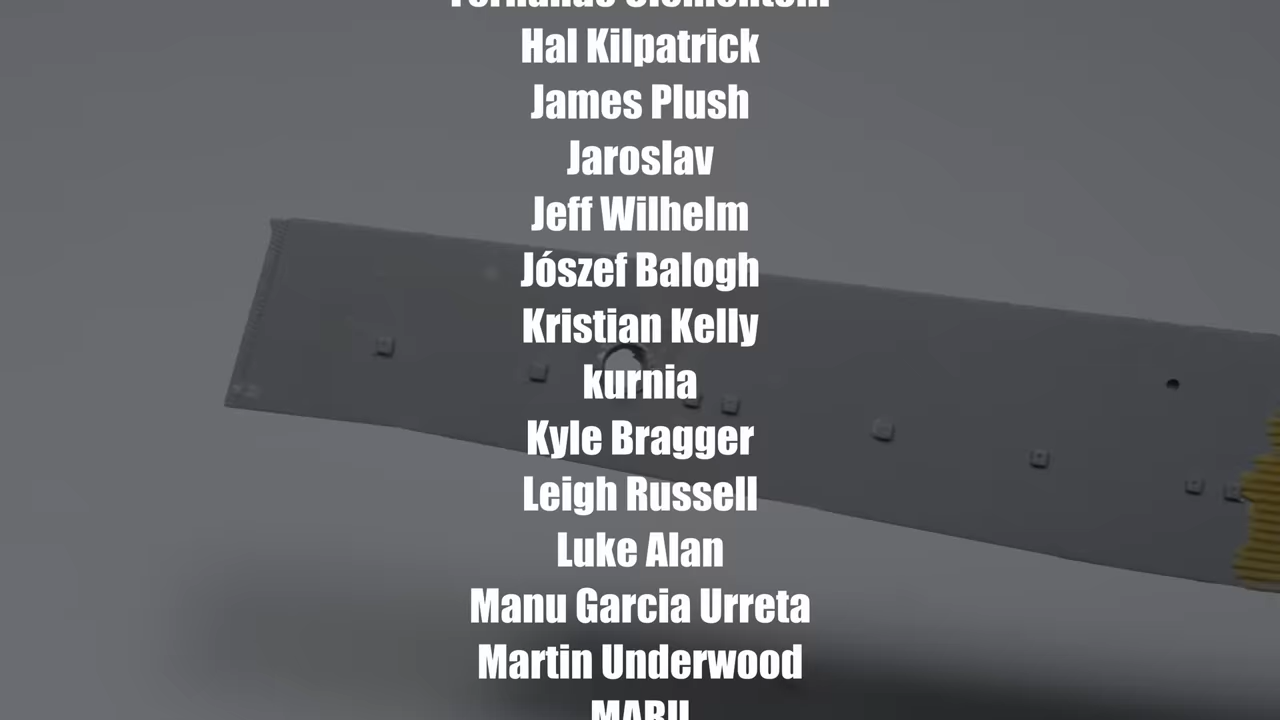 Hal Kilpatrick
James Plush
Jaroslav
Jeff Wilhelm
Jószef Balogh
Kristian Kelly
kurnia
Kyle Bragger
Leigh Russell
Luke Alan
Manu Garcia Urreta
Martin Underwood